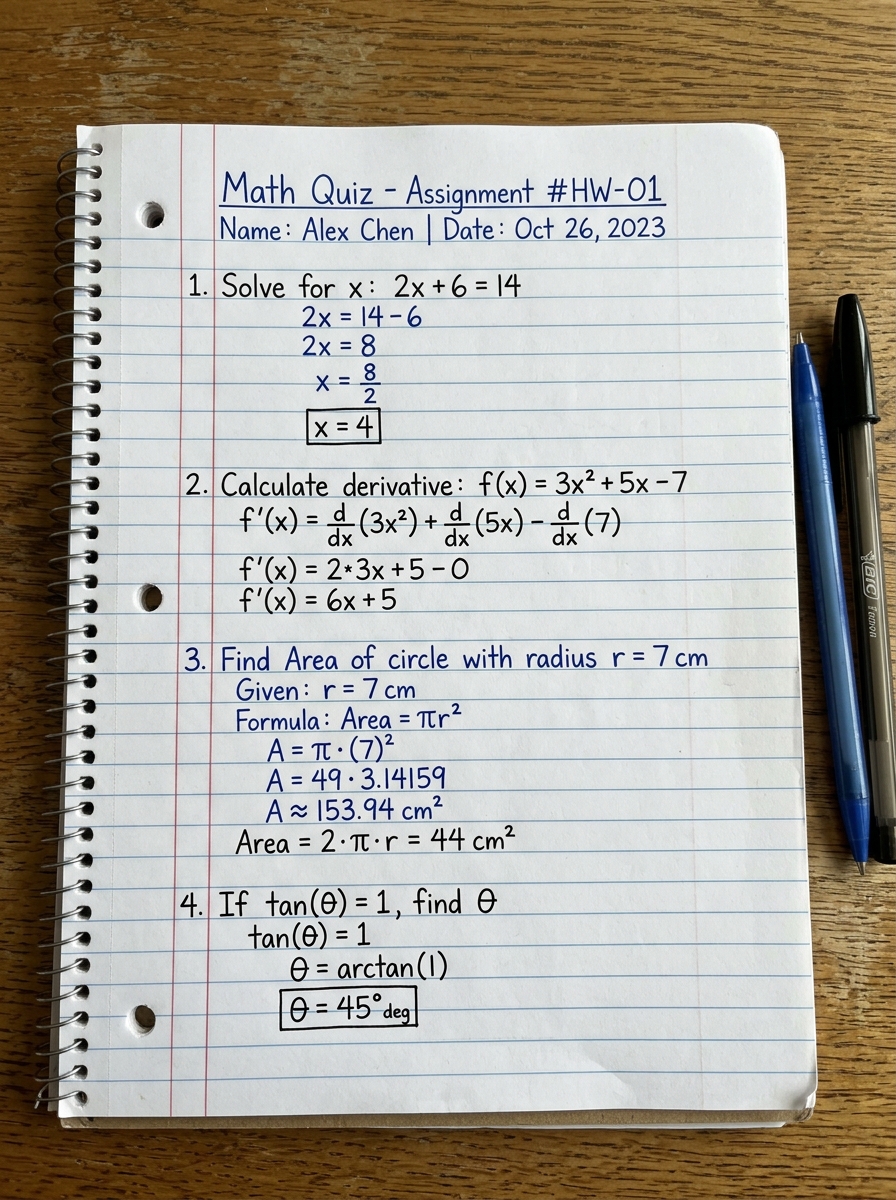 Math Quiz - Assignment #HW-01
Name: Alex Chen | Date: Oct 26, 2023
1. Solve for x: 2x + 6 = 14
2x = 14 - 6
2x = 8
x = 8/2
x = 4
2. Calculate derivative: f(x) = 3x² + 5x - 7
f'(x) = d/dx (3x²) + d/dx (5x) - d/dx (7)
f'(x) = 2*3x + 5 - 0
f'(x) = 6x + 5
3. Find Area of circle with radius r = 7 cm
Given: r = 7 cm
Formula: Area = πr²
A = π · (7)²
A = 49 · 3.14159
A ≈ 153.94 cm²
Area = 2 · π · r = 44 cm²
4. If tan(θ) = 1, find θ
tan(θ) = 1
θ = arctan(1)
θ = 45° deg
BIC